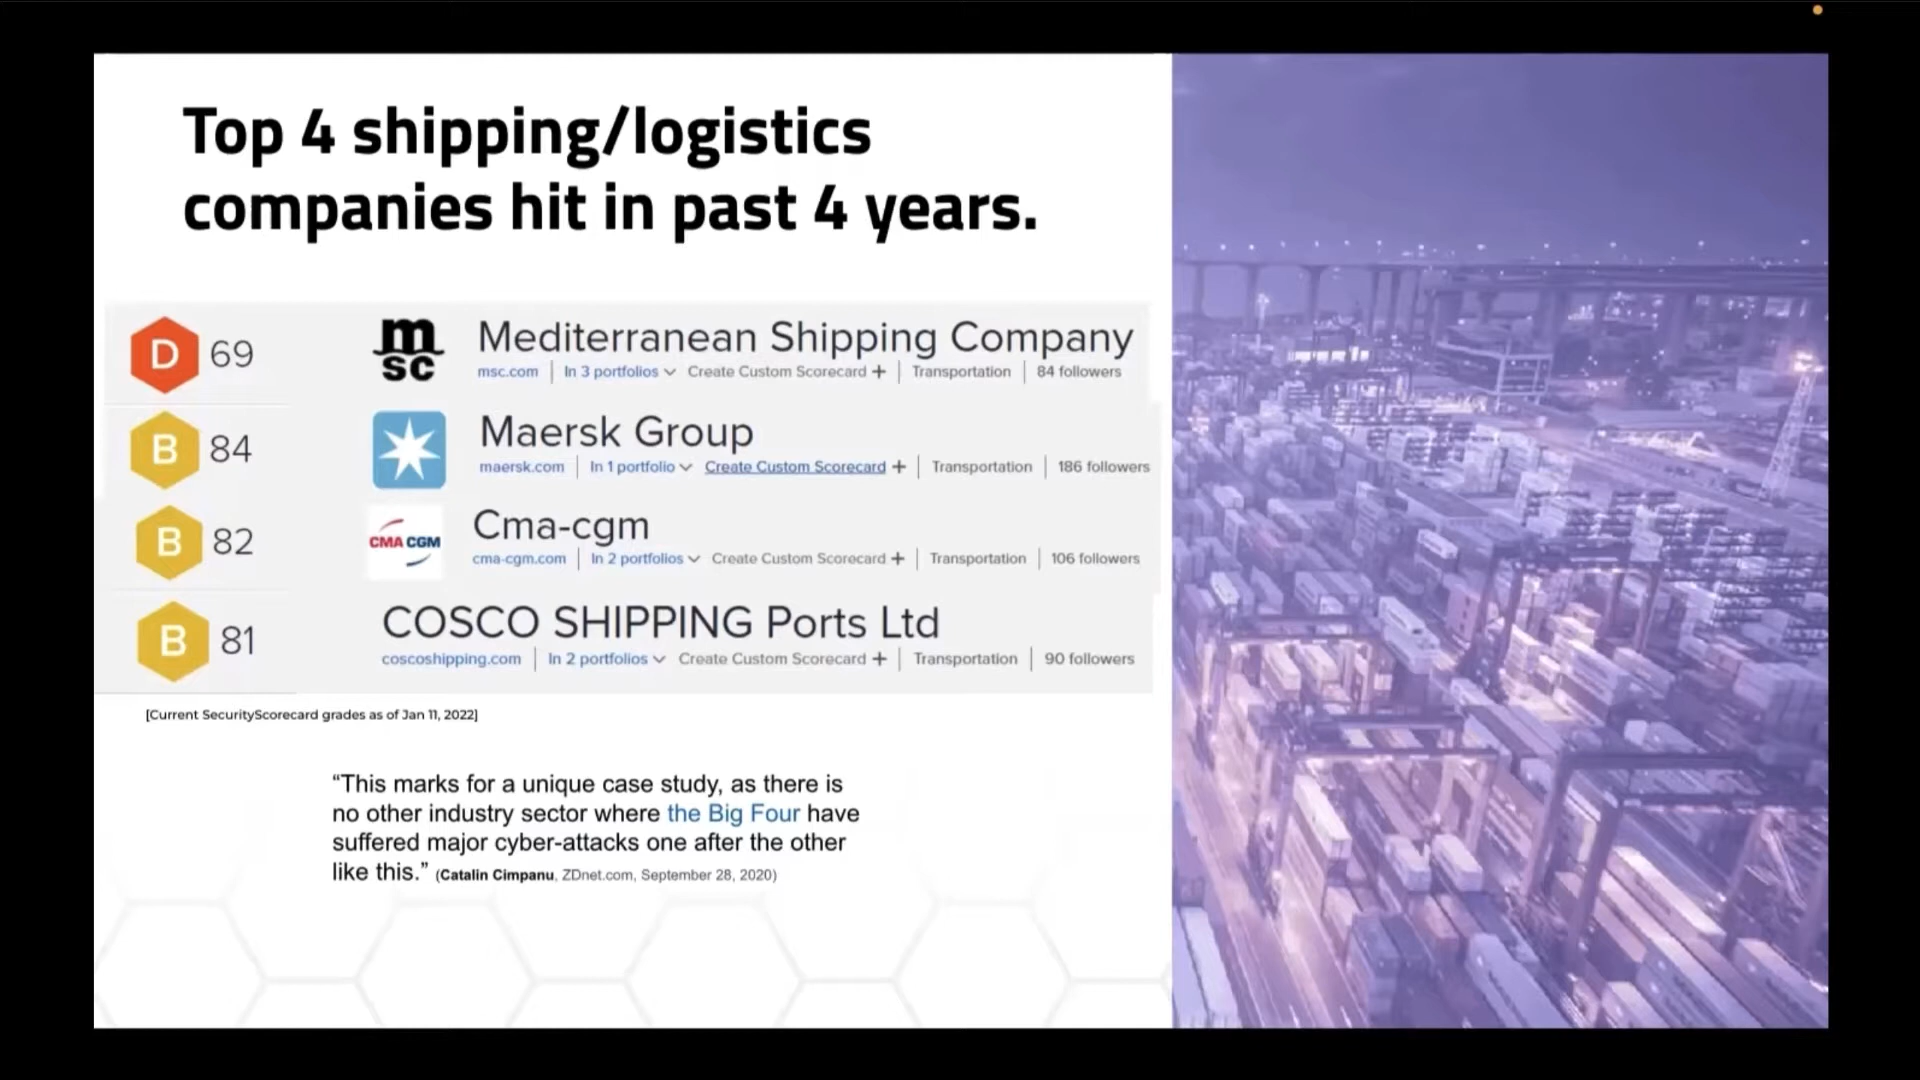 Top 4 shipping/logistics
companies hit in past 4 years.
D 69 msc Mediterranean Shipping Company
msc.com | In 3 portfolios Create Custom Scorecard + | Transportation | 84 followers
B 84 Maersk Group
maersk.com | In 1 portfolio Create Custom Scorecard + | Transportation | 186 followers
B 82 CMA CGM Cma-cgm
cma-cgm.com | In 2 portfolios Create Custom Scorecard + | Transportation | 106 followers
B 81 COSCO SHIPPING Ports Ltd
coscoshipping.com | In 2 portfolios Create Custom Scorecard + | Transportation | 90 followers
[Current SecurityScorecard grades as of Jan 11, 2022]
“This marks for a unique case study, as there is
no other industry sector where the Big Four have
suffered major cyber-attacks one after the other
like this.” (Catalin Cimpanu, ZDnet.com, September 28, 2020)